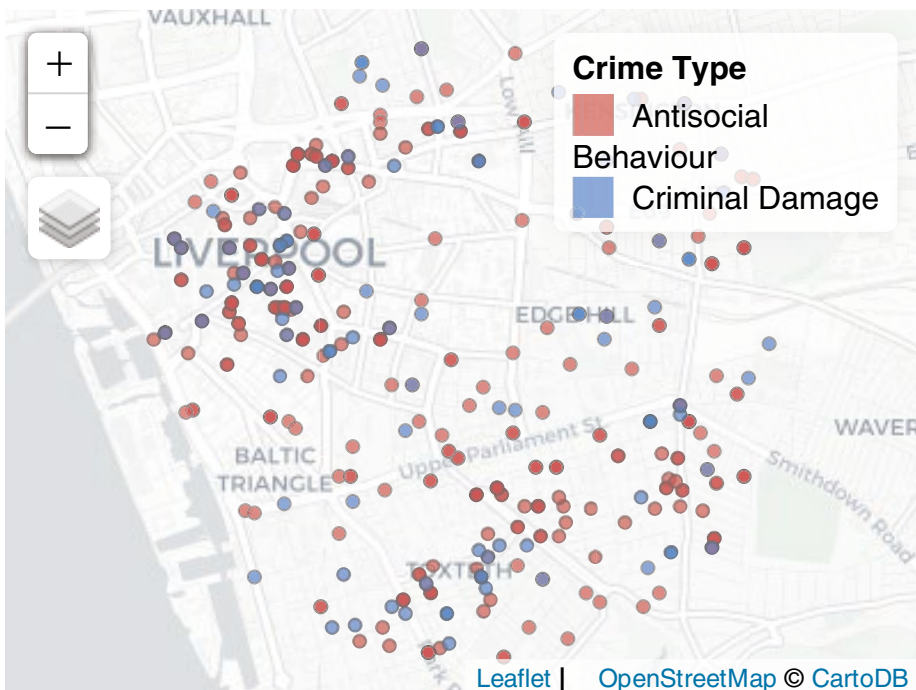 VAUXHALL
+
−
Low Hill
Crime Type
Antisocial
Behaviour
Criminal Damage
LIVERPOOL
EDGE HILL
WAVER
BALTIC
TRIANGLE
Upper Parliament St
Smithdown Road
TOXTETH
Park
Leaflet | OpenStreetMap © CartoDB